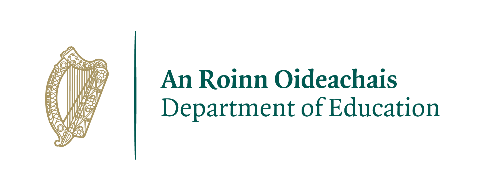 An Roinn Oideachais
Department of Education